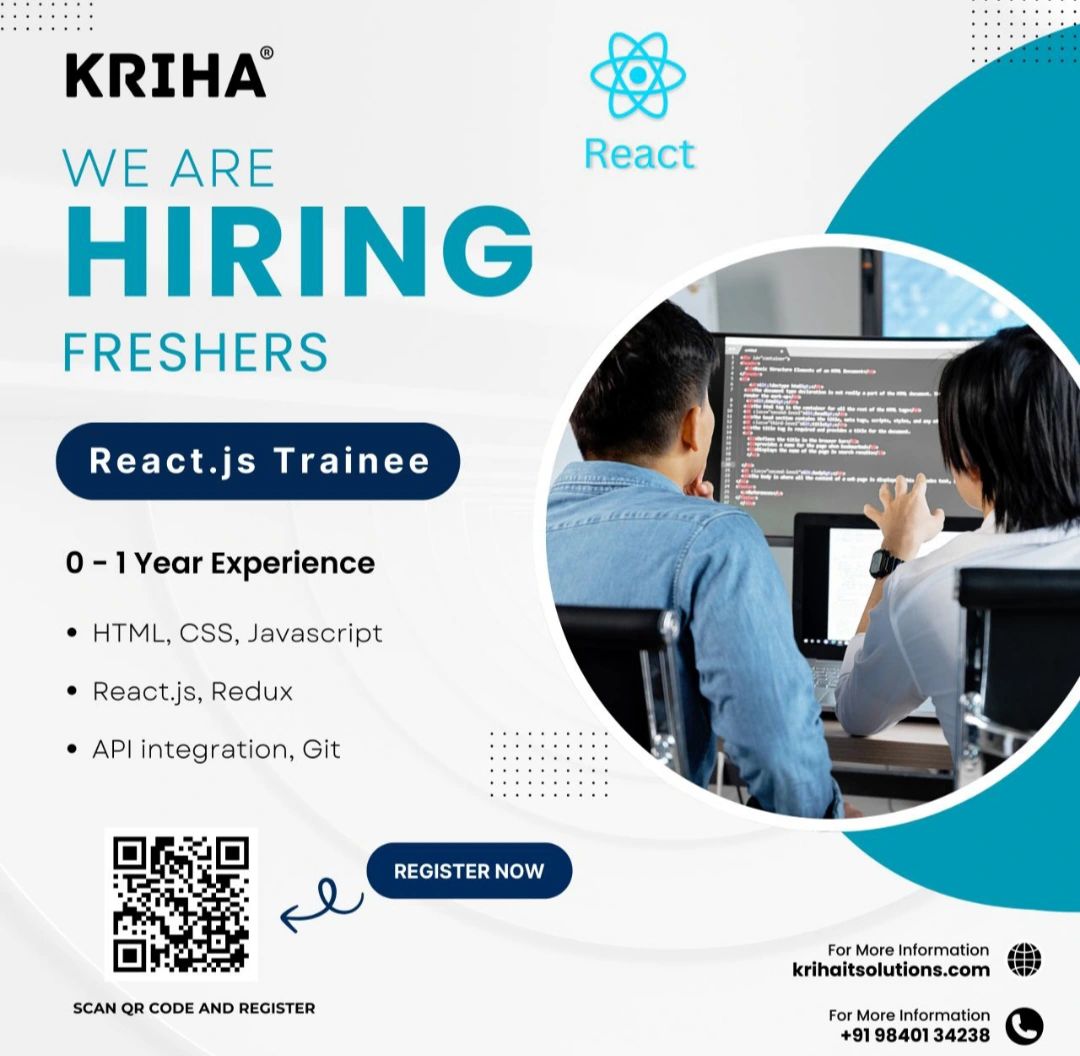 KRIHA®
React
WE ARE
HIRING
FRESHERS
React.js Trainee
0 - 1 Year Experience
• HTML, CSS, Javascript
• React.js, Redux
• API integration, Git
REGISTER NOW
SCAN QR CODE AND REGISTER
For More Information
krihaitsolutions.com
For More Information
+91 98401 34238